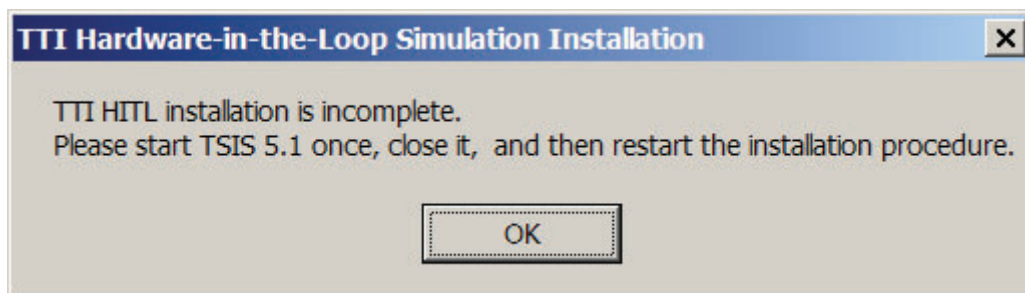 TTI Hardware-in-the-Loop Simulation Installation
TTI HITL installation is incomplete.
Please start TSIS 5.1 once, close it, and then restart the installation procedure.
OK